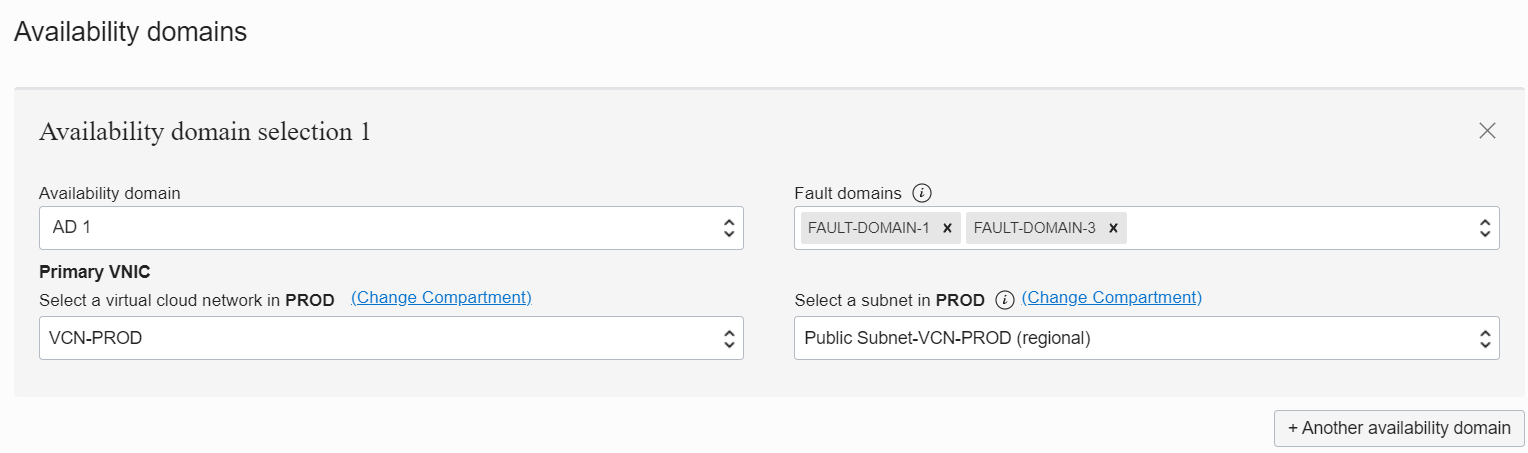 Availability domains
Availability domain selection 1
Availability domain
Fault domains
AD 1
FAULT-DOMAIN-1 x FAULT-DOMAIN-3 x
Primary VNIC
Select a virtual cloud network in PROD (Change Compartment)
Select a subnet in PROD (Change Compartment)
VCN-PROD
Public Subnet-VCN-PROD (regional)
+ Another availability domain